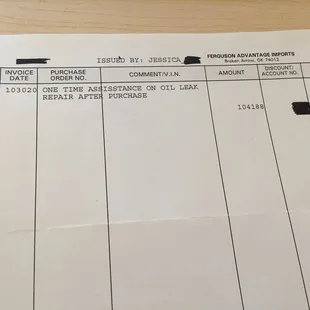 ISSUED BY: JESSICA
FERGUSON ADVANTAGE IMPORTS
Broken Arrow, OK 74012
INVOICE DATE
PURCHASE ORDER NO.
COMMENT/V.I.N.
AMOUNT
DISCOUNT/ ACCOUNT NO.
103020 ONE TIME ASSISSTANCE ON OIL LEAK
REPAIR AFTER PURCHASE
104188